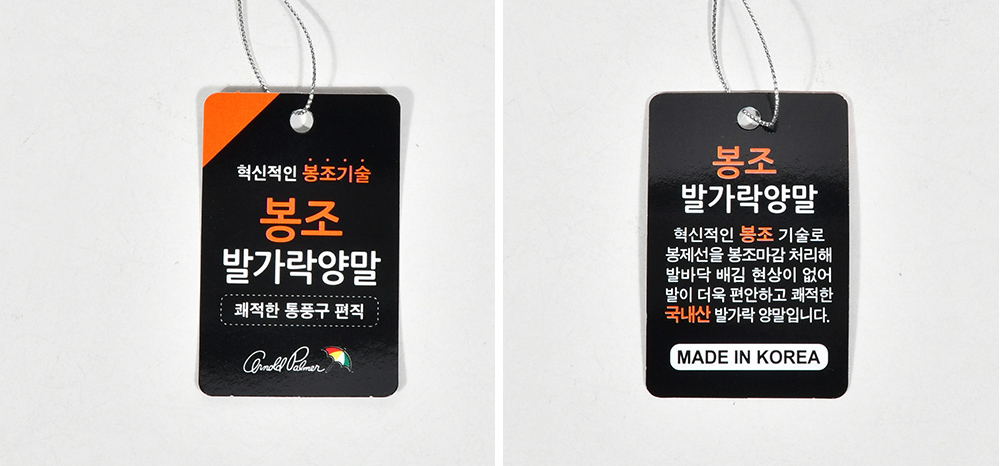 혁신적인 봉조기술
봉조
발가락양말
쾌적한 통풍구 편직
Arnold Palmer
봉조
발가락양말
혁신적인 봉조 기술로
봉제선을 봉조마감 처리해
발바닥 배김 현상이 없어
발이 더욱 편안하고 쾌적한
국내산 발가락 양말입니다.
MADE IN KOREA